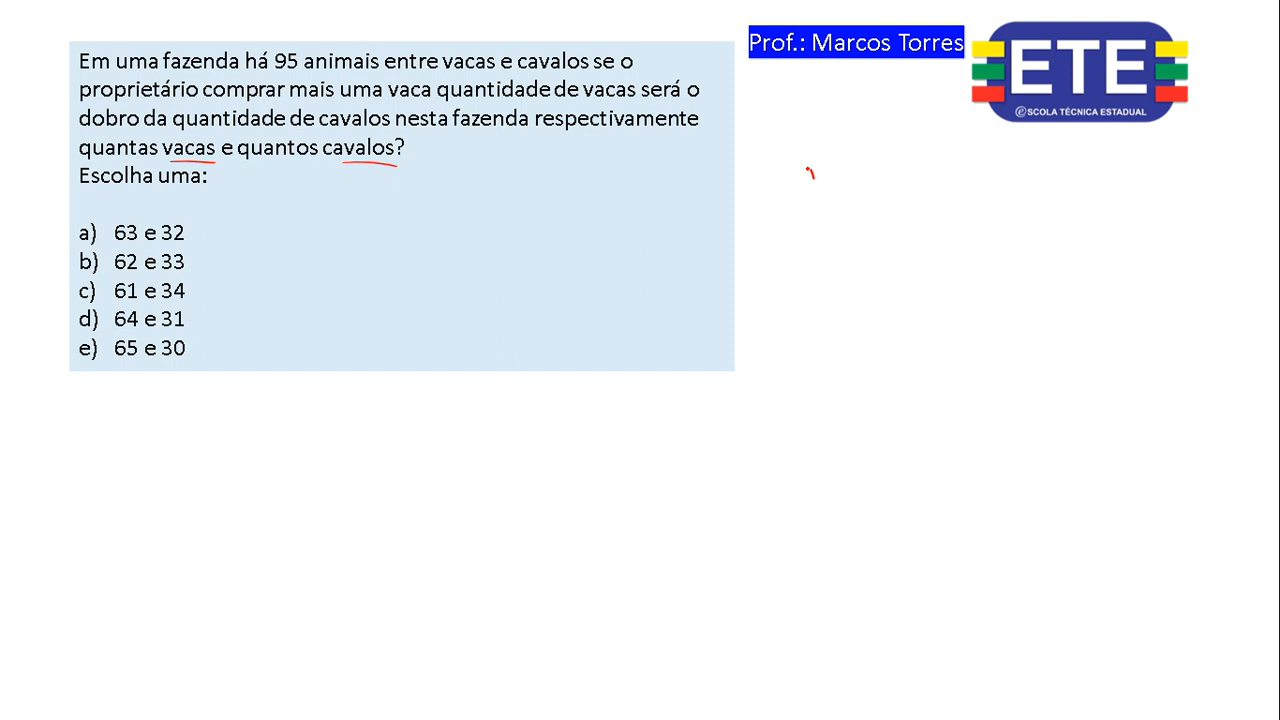 Prof.: Marcos Torres
ETE
ESCOLA TÉCNICA ESTADUAL
Em uma fazenda há 95 animais entre vacas e cavalos se o
proprietário comprar mais uma vaca quantidade de vacas será o
dobro da quantidade de cavalos nesta fazenda respectivamente
quantas vacas e quantos cavalos?
Escolha uma:
a) 63 e 32
b) 62 e 33
c) 61 e 34
d) 64 e 31
e) 65 e 30